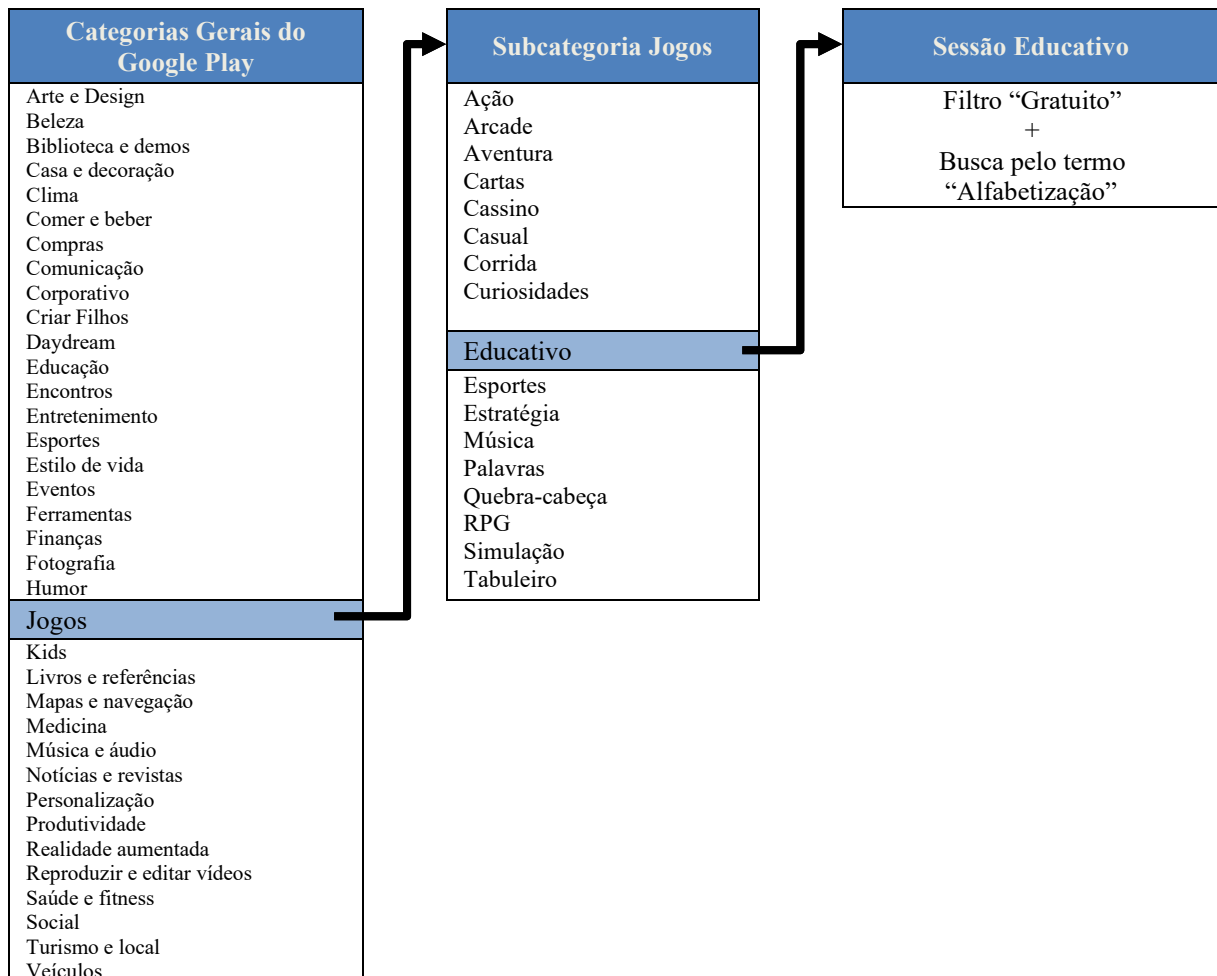 Categorias Gerais do
Google Play
Arte e Design
Beleza
Biblioteca e demos
Casa e decoração
Clima
Comer e beber
Compras
Comunicação
Corporativo
Criar Filhos
Daydream
Educação
Encontros
Entretenimento
Esportes
Estilo de vida
Eventos
Ferramentas
Finanças
Fotografia
Humor
Jogos
Kids
Livros e referências
Mapas e navegação
Medicina
Música e áudio
Notícias e revistas
Personalização
Produtividade
Realidade aumentada
Reproduzir e editar vídeos
Saúde e fitness
Social
Turismo e local
Veículos
Subcategoria Jogos
Ação
Arcade
Aventura
Cartas
Cassino
Casual
Corrida
Curiosidades
Educativo
Esportes
Estratégia
Música
Palavras
Quebra-cabeça
RPG
Simulação
Tabuleiro
Sessão Educativo
Filtro “Gratuito”
+
Busca pelo termo
“Alfabetização”